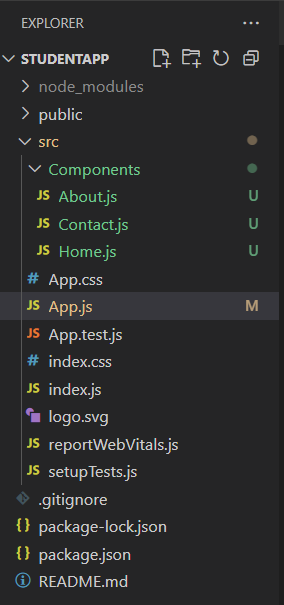 EXPLORER ...
STUDENTAPP
node_modules
public
src
Components
JS About.js U
JS Contact.js U
JS Home.js U
# App.css
JS App.js M
JS App.test.js
# index.css
JS index.js
logo.svg
JS reportWebVitals.js
JS setupTests.js
.gitignore
{ } package-lock.json
{ } package.json
README.md